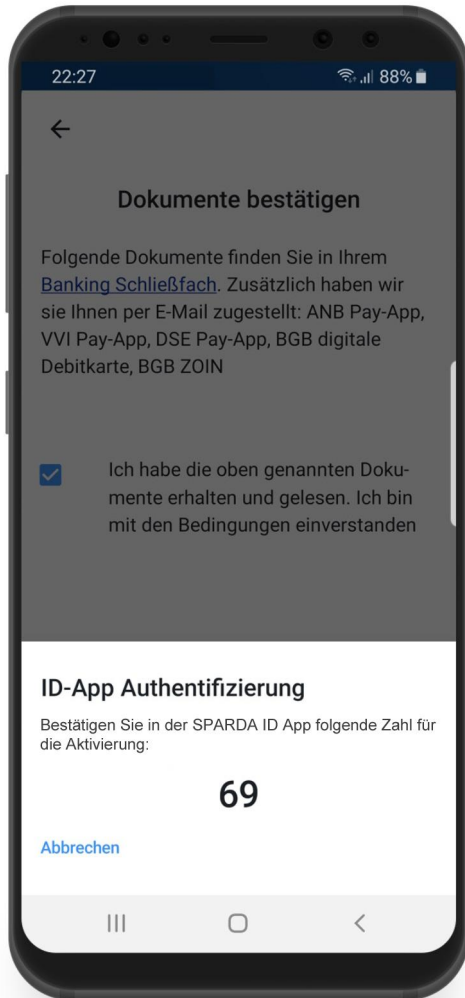 22:27 88%
Dokumente bestätigen
Folgende Dokumente finden Sie in Ihrem
Banking Schließfach. Zusätzlich haben wir
sie Ihnen per E-Mail zugestellt: ANB Pay-App,
VVI Pay-App, DSE Pay-App, BGB digitale
Debitkarte, BGB ZOIN
Ich habe die oben genannten Doku-
mente erhalten und gelesen. Ich bin
mit den Bedingungen einverstanden
ID-App Authentifizierung
Bestätigen Sie in der SPARDA ID App folgende Zahl für
die Aktivierung:
69
Abbrechen